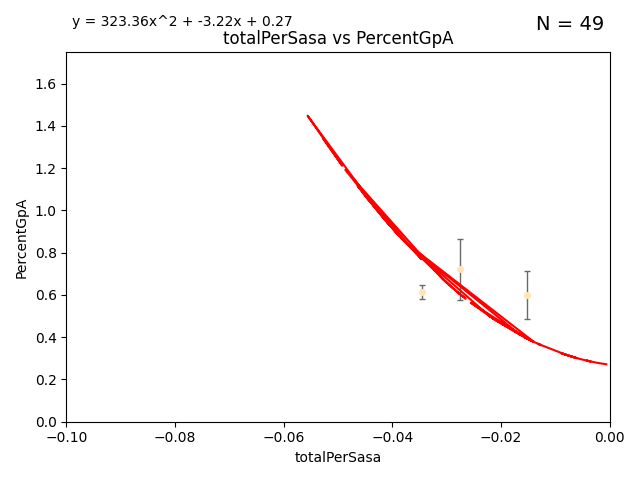 y = 323.36x^2 + -3.22x + 0.27
N = 49
totalPerSasa vs PercentGpA
PercentGpA
1.6
1.4
1.2
1.0
0.8
0.6
0.4
0.2
0.0
−0.10 −0.08 −0.06 −0.04 −0.02 0.00
totalPerSasa